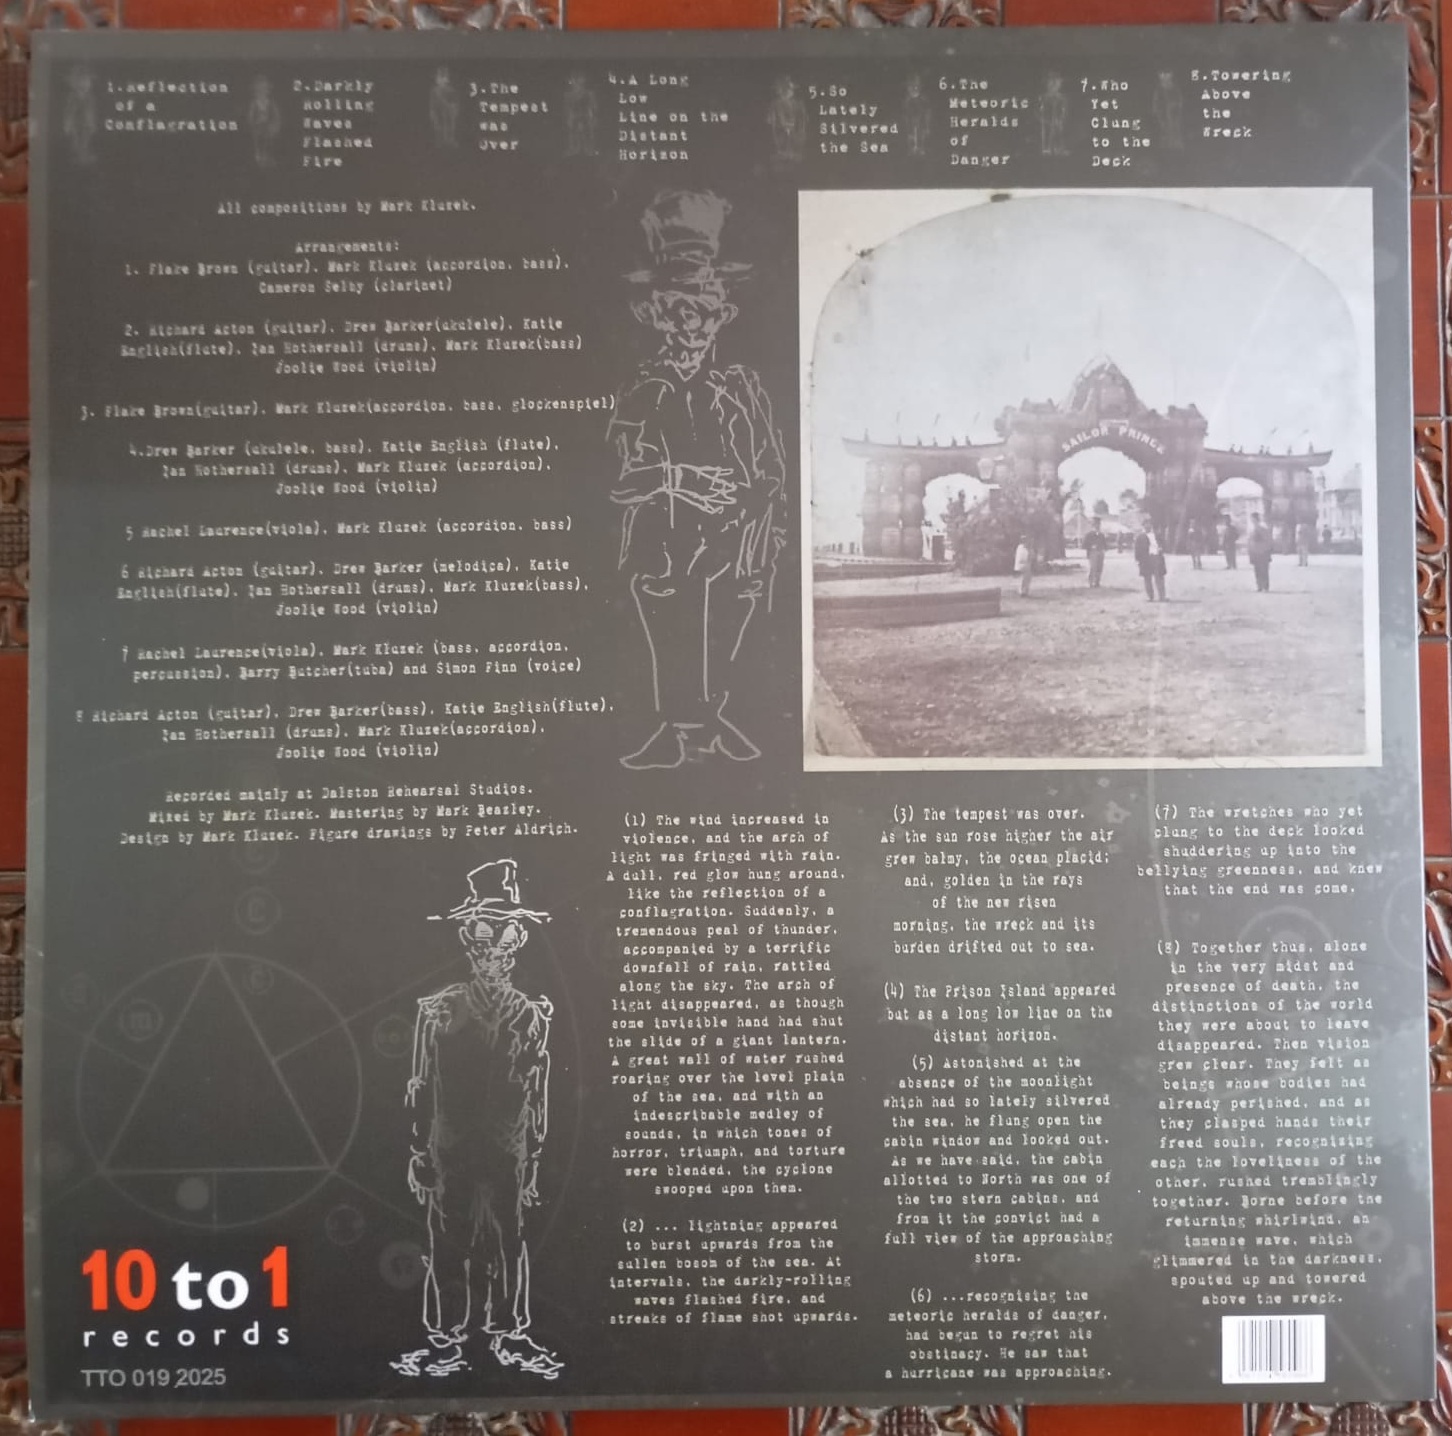 1.Reflection
of a
Conflagration
2.Darkly
Rolling
Waves
Flashed
Fire
3.The
Tempest
was
Over
4.A Long
Low
Line on the
Distant
Horizon
5.So
Lately
Silvered
the Sea
6.The
Meteoric
Heralds
of
Danger
7.Who
Yet
Clung
to the
Deck
8.Towering
Above
the
Wreck
All compositions by Mark Kluzek.
Arrangements:
1. Flake Brown (guitar), Mark Kluzek (accordion, bass),
Cameron Selby (clarinet)
2. Richard Acton (guitar), Drew Barker(ukulele), Katie
English(flute), Ian Hothersall (drums), Mark Kluzek(bass)
Joolie Wood (violin)
3. Flake Brown(guitar), Mark Kluzek(accordion, bass, glockenspiel)
4.Drew Barker (ukulele, bass), Katie English (flute),
Ian Hothersall (drums), Mark Kluzek (accordion),
Joolie Wood (violin)
5 Rachel Laurence(viola), Mark Kluzek (accordion, bass)
6 Richard Acton (guitar), Drew Barker (melodica), Katie
English(flute), Ian Hothersall (drums), Mark Kluzek(bass),
Joolie Wood (violin)
7 Rachel Laurence(viola), Mark Kluzek (bass, accordion,
percussion), Barry Butcher(tuba) and Simon Finn (voice)
8 Richard Acton (guitar), Drew Barker(bass), Katie English(flute),
Ian Hothersall (drums), Mark Kluzek(accordion),
Joolie Wood (violin)
Recorded mainly at Dalston Rehearsal Studios.
Mixed by Mark Kluzek. Mastering by Mark Beazley.
Design by Mark Kluzek. Figure drawings by Peter Aldrich.
SAILOR PRINCE
(1) The wind increased in
violence, and the arch of
light was fringed with rain.
A dull, red glow hung around,
like the reflection of a
conflagration. Suddenly, a
tremendous peal of thunder,
accompanied by a terrific
downfall of rain, rattled
along the sky. The arch of
light disappeared, as though
some invisible hand had shut
the slide of a giant lantern.
A great wall of water rushed
roaring over the level plain
of the sea, and with an
indescribable medley of
sounds, in which tones of
horror, triumph, and torture
were blended, the cyclone
swooped upon them.
(2) ... lightning appeared
to burst upwards from the
sullen bosom of the sea. At
intervals, the darkly-rolling
waves flashed fire, and
streaks of flame shot upwards.
(3) The tempest was over.
As the sun rose higher the air
grew balmy, the ocean placid;
and, golden in the rays
of the new risen
morning, the wreck and its
burden drifted out to sea.
(4) The Prison Island appeared
but as a long low line on the
distant horizon.
(5) Astonished at the
absence of the moonlight
which had so lately silvered
the sea, he flung open the
cabin window and looked out.
As we have said, the cabin
allotted to North was one of
the two stern cabins, and
from it the convict had a
full view of the approaching
storm.
(6) ...recognising the
meteoric heralds of danger,
had begun to regret his
obstinacy. He saw that
a hurricane was approaching.
(7) The wretches who yet
clung to the deck looked
shuddering up into the
bellying greenness, and knew
that the end was come.
(8) Together thus, alone
in the very midst and
presence of death, the
distinctions of the world
they were about to leave
disappeared. Then vision
grew clear. They felt as
beings whose bodies had
already perished, and as
they clasped hands their
freed souls, recognising
each the loveliness of the
other, rushed tremblingly
together. Borne before the
returning whirlwind, an
immense wave, which
glimmered in the darkness,
spouted up and towered
above the wreck.
10 to 1
records
TTO 019 2025